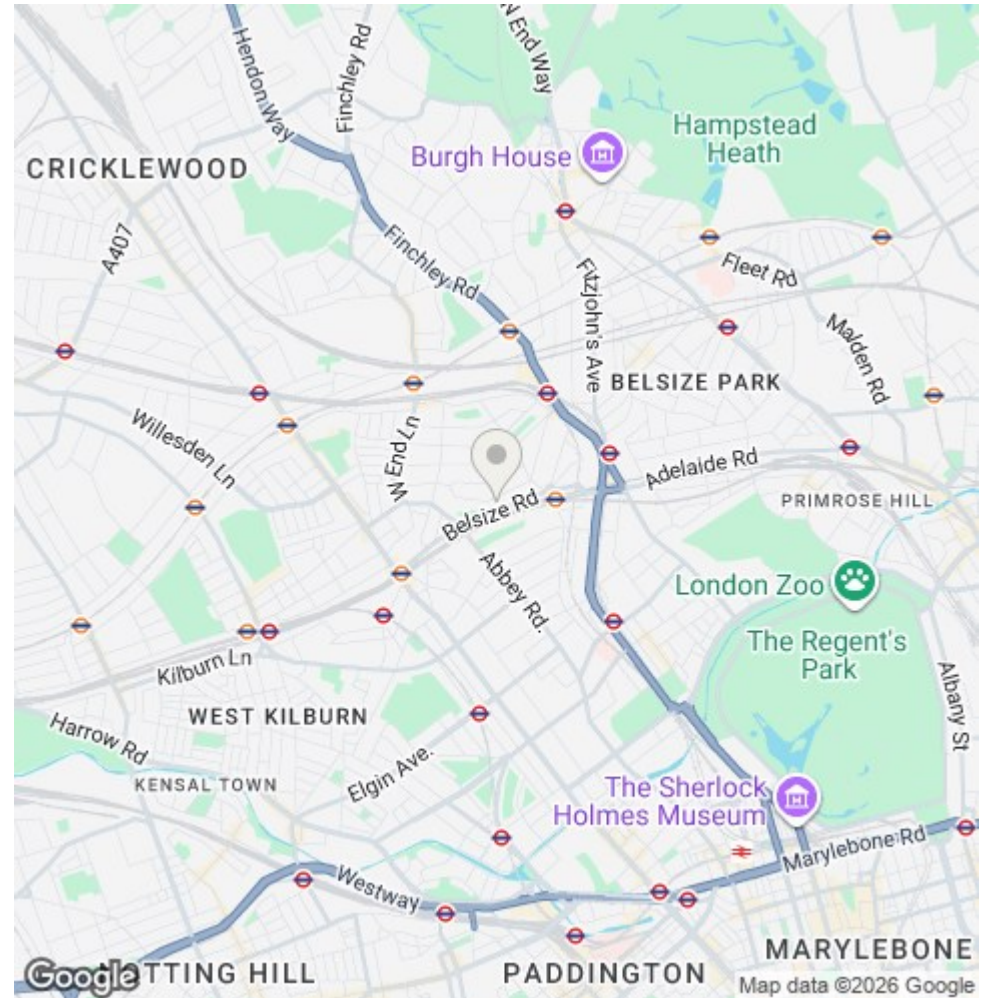 Hendon Way
Finchley Rd
N End Way
Hampstead
Heath
Burgh House
CRICKLEWOOD
A407
Finchley Rd
Fitzjohn's Ave
Fleet Rd
Malden Rd
BELSIZE PARK
Willesden Ln
W End Ln
Adelaide Rd
Belsize Rd
PRIMROSE HILL
Abbey Rd.
London Zoo
The Regent's
Park
Kilburn Ln
Albany St
WEST KILBURN
Harrow Rd
Elgin Ave.
KENSAL TOWN
The Sherlock
Holmes Museum
Marylebone Rd
Westway
MARYLEBONE
Google
NOTTING HILL
PADDINGTON
Map data ©2026 Google